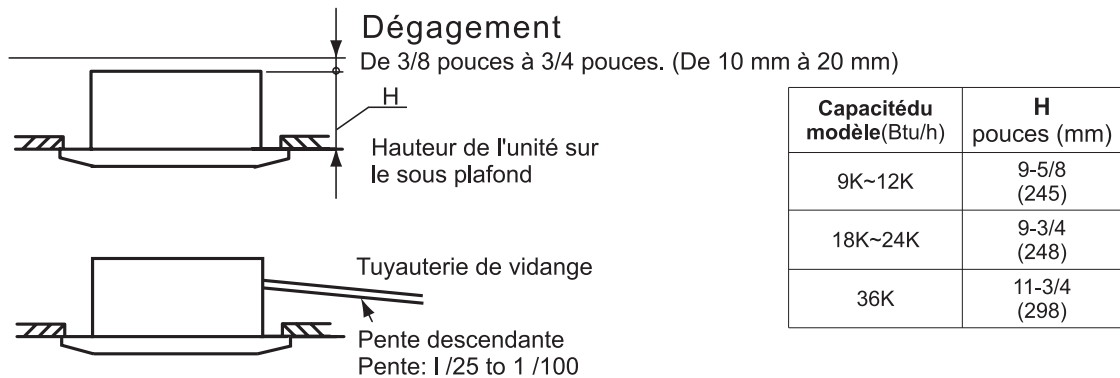 Dégagement
De 3/8 pouces à 3/4 pouces. (De 10 mm à 20 mm)
H
Hauteur de l'unité sur
le sous plafond
Tuyauterie de vidange
Pente descendante
Pente: I /25 to 1 /100
Capacitédu
modèle(Btu/h)
H
pouces (mm)
9K~12K
9-5/8
(245)
18K~24K
9-3/4
(248)
36K
11-3/4
(298)